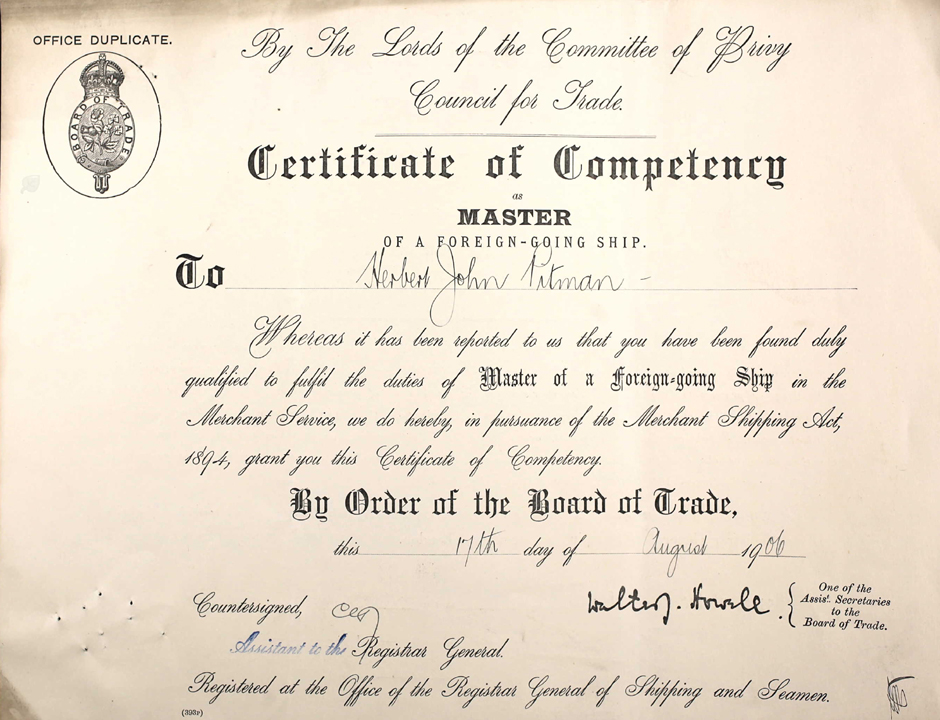 OFFICE DUPLICATE.
BOARD OF TRADE
By The Lords of the Committee of Privy
Council for Trade.
Certificate of Competency
as
MASTER
OF A FOREIGN-GOING SHIP.
To Herbert John Pitman –
Whereas it has been reported to us that you have been found duly
qualified to fulfil the duties of Master of a Foreign-going Ship in the
Merchant Service, we do hereby, in pursuance of the Merchant Shipping Act,
1894, grant you this Certificate of Competency.
By Order of the Board of Trade,
this 17th day of August 1906
Walter J. Howell
One of the
Assist. Secretaries
to the
Board of Trade.
Countersigned,
Assistant to the Registrar General.
Registered at the Office of the Registrar General of Shipping and Seamen.
(393P)